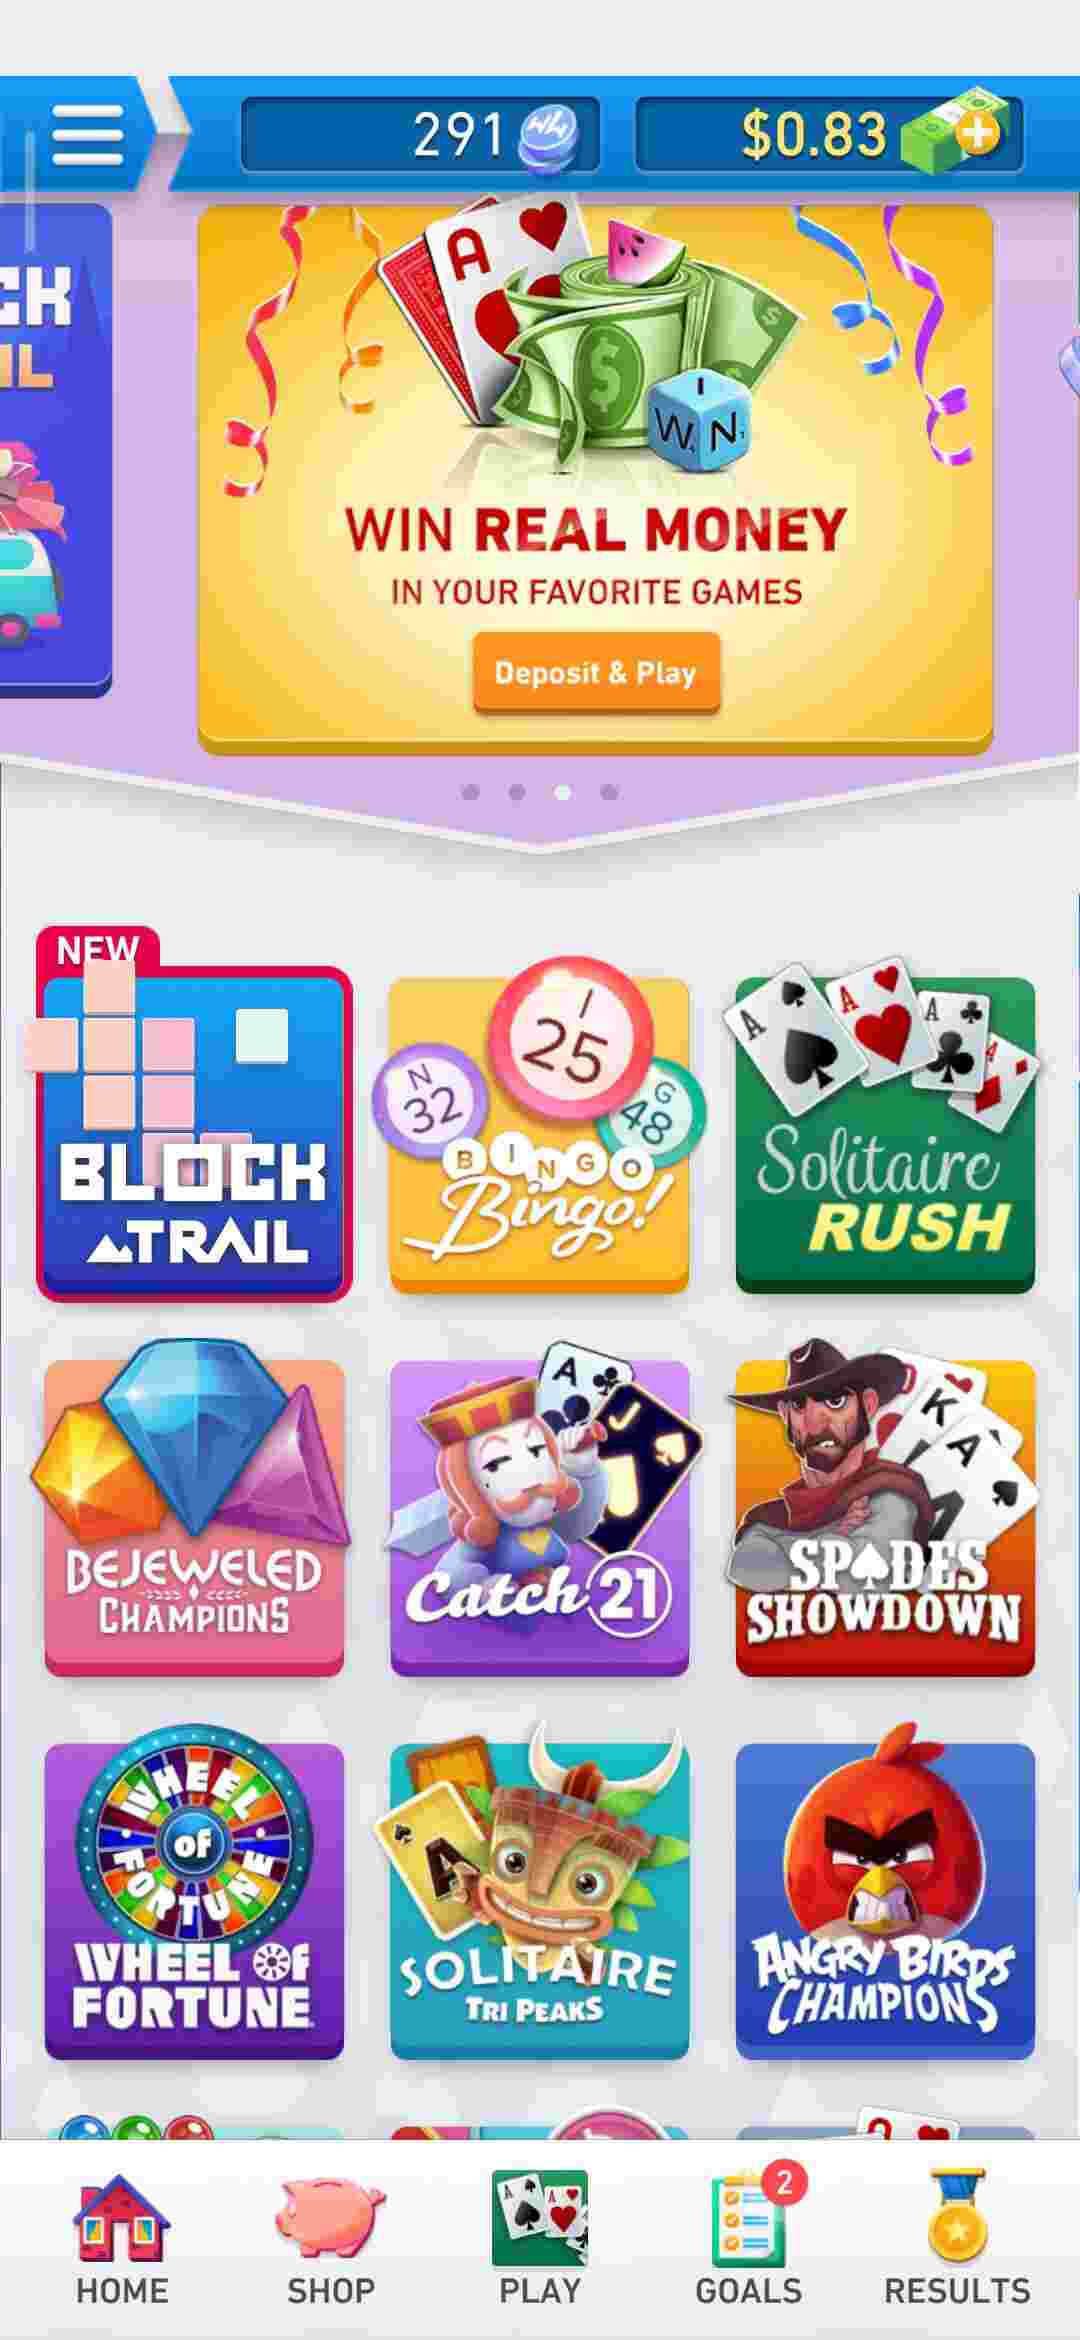 291
$0.83
CK
IL
A
I
W N
WIN REAL MONEY
IN YOUR FAVORITE GAMES
Deposit & Play
NEW
BLOCK
TRAIL
I
25
N
32
G
48
BINGO
Bingo!
A A A 4
Solitaire
RUSH
BEJEWELED
CHAMPIONS
A
J
Catch 21
K
A
A
SPADES
SHOWDOWN
WHEEL
OF
FORTUNE
WHEEL OF
FORTUNE
A
SOLITAIRE
TRI PEAKS
ANGRY BIRDS
CHAMPIONS
Q
A A
2
HOME SHOP PLAY GOALS RESULTS